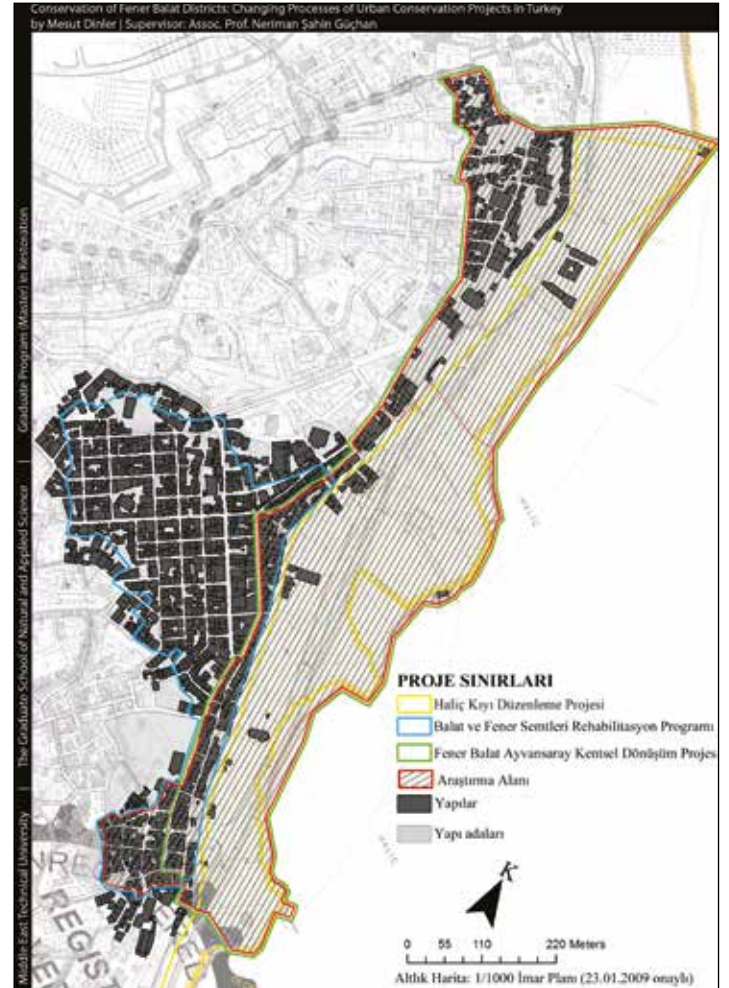 Conservation of Fener Balat Districts: Changing Processes of Urban Conservation Projects in Turkey
by Mesut Dinler | Supervisor: Assoc. Prof. Neriman Şahin Güçhan
Middle East Technical University | The Graduate School of Natural and Applied Science | Graduate Program (Master) in Restoration
HALİÇ
PROJE SINIRLARI
Haliç Kıyı Düzenleme Projesi
Balat ve Fener Semtleri Rehabilitasyon Programı
Fener Balat Ayvansaray Kentsel Dönüşüm Projes
Araştırma Alanı
Yapılar
Yapı adaları
HALİÇ
K
0 55 110 220 Meters
Altlık Harita: 1/1000 İmar Planı (23.01.2009 onaylı)